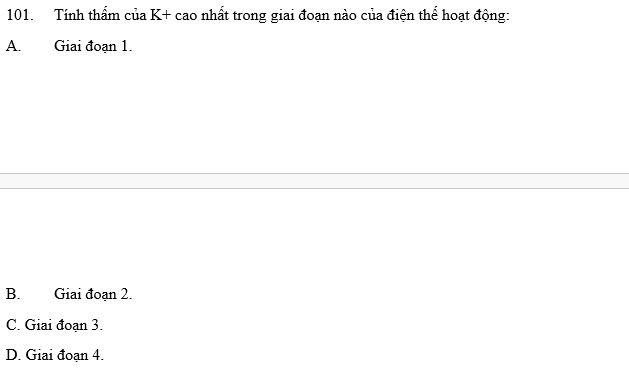 101. Tính thấm của K+ cao nhất trong giai đoạn nào của điện thế hoạt động:
A. Giai đoạn 1.
B. Giai đoạn 2.
C. Giai đoạn 3.
D. Giai đoạn 4.